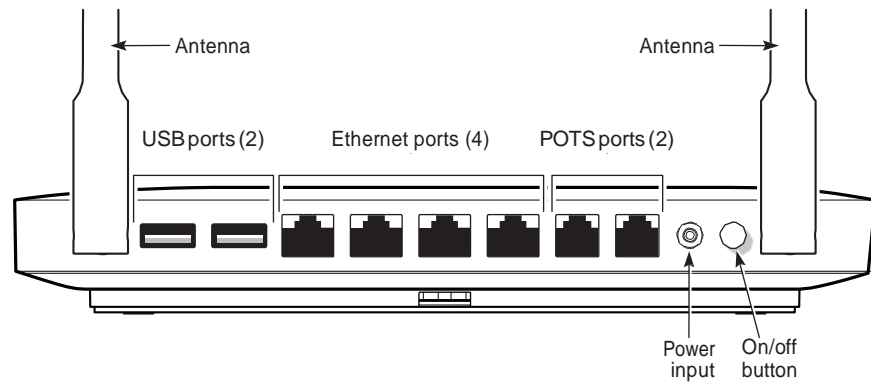 Antenna
Antenna
USB ports (2)
Ethernet ports (4)
POTS ports (2)
Power
input
On/off
button